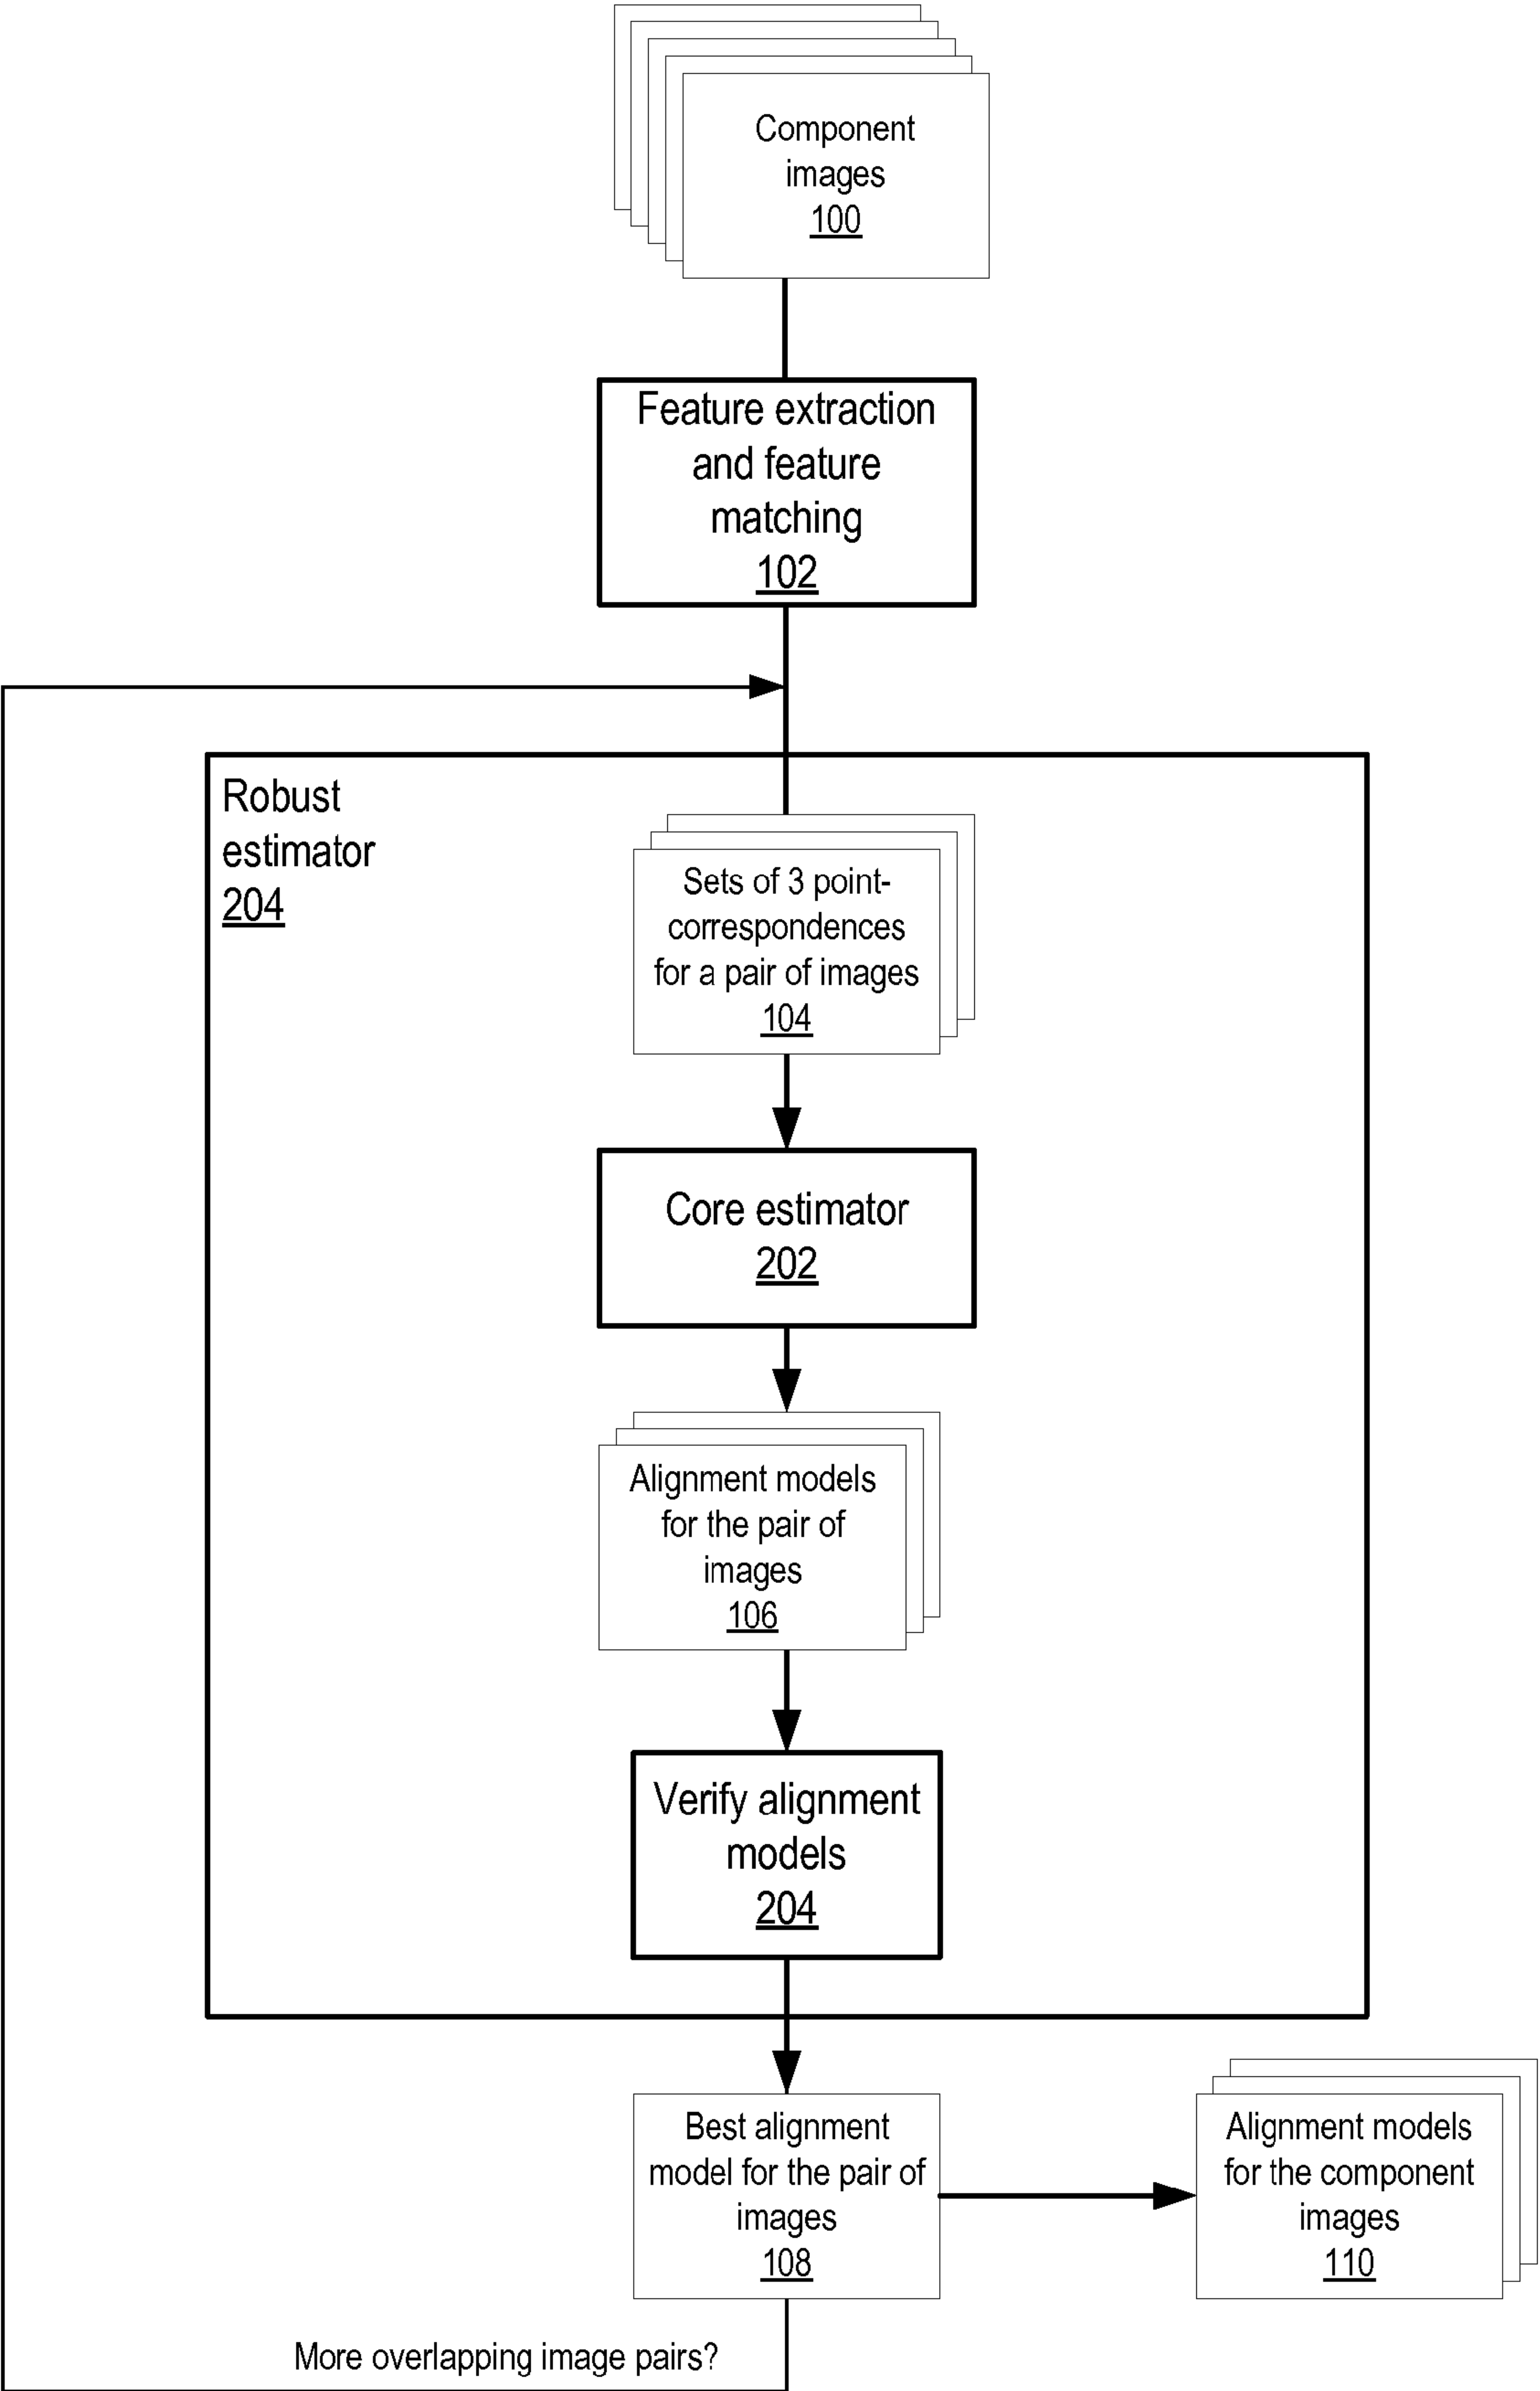 Component
images
100
Feature extraction
and feature
matching
102
Robust
estimator
204
Sets of 3 point-
correspondences
for a pair of images
104
Core estimator
202
Alignment models
for the pair of
images
106
Verify alignment
models
204
Best alignment
model for the pair of
images
108
Alignment models
for the component
images
110
More overlapping image pairs?